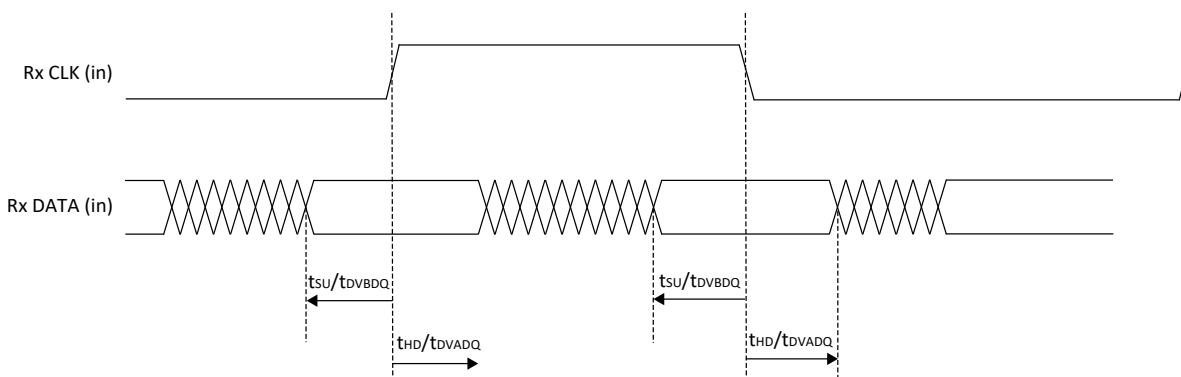 Rx CLK (in)
Rx DATA (in)
tSU/tDVBDQ
tSU/tDVBDQ
tHD/tDVADQ
tHD/tDVADQ